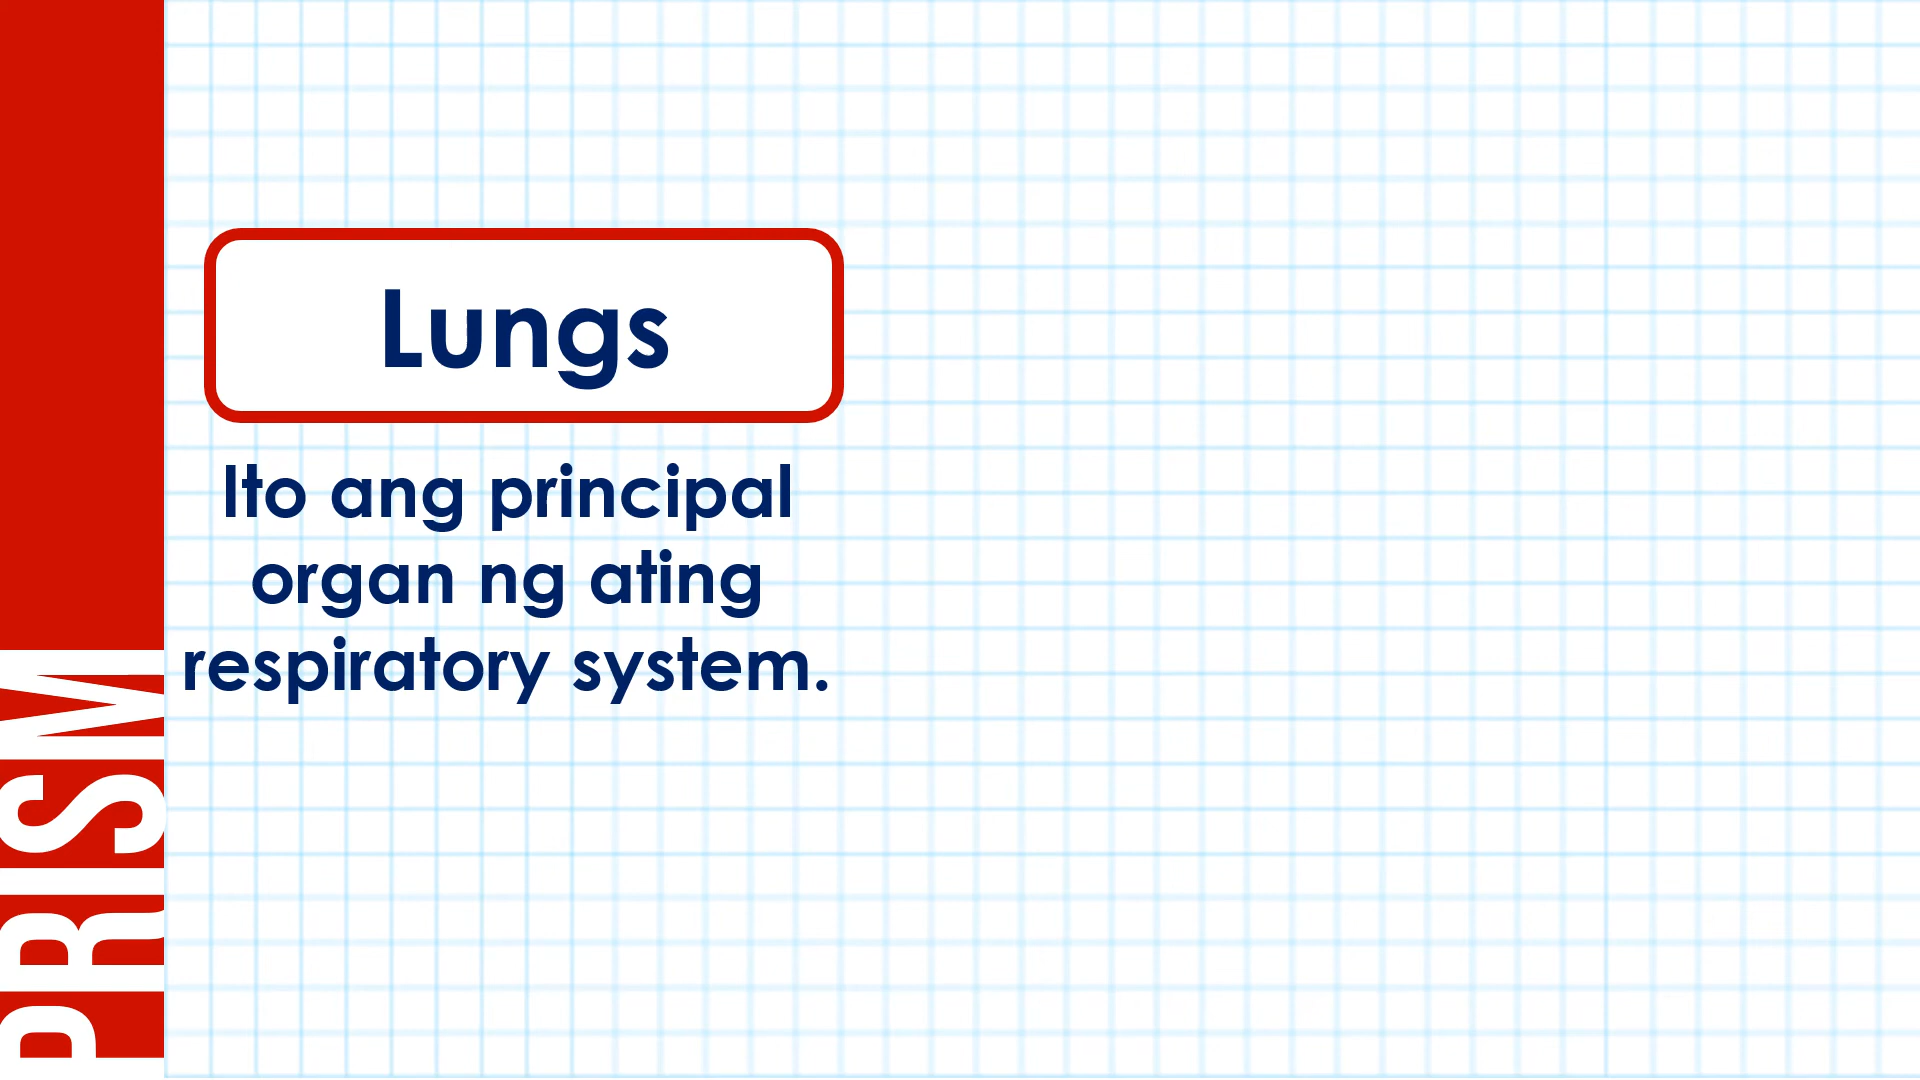 Lungs
Ito ang principal
organ ng ating
respiratory system.
PRISM